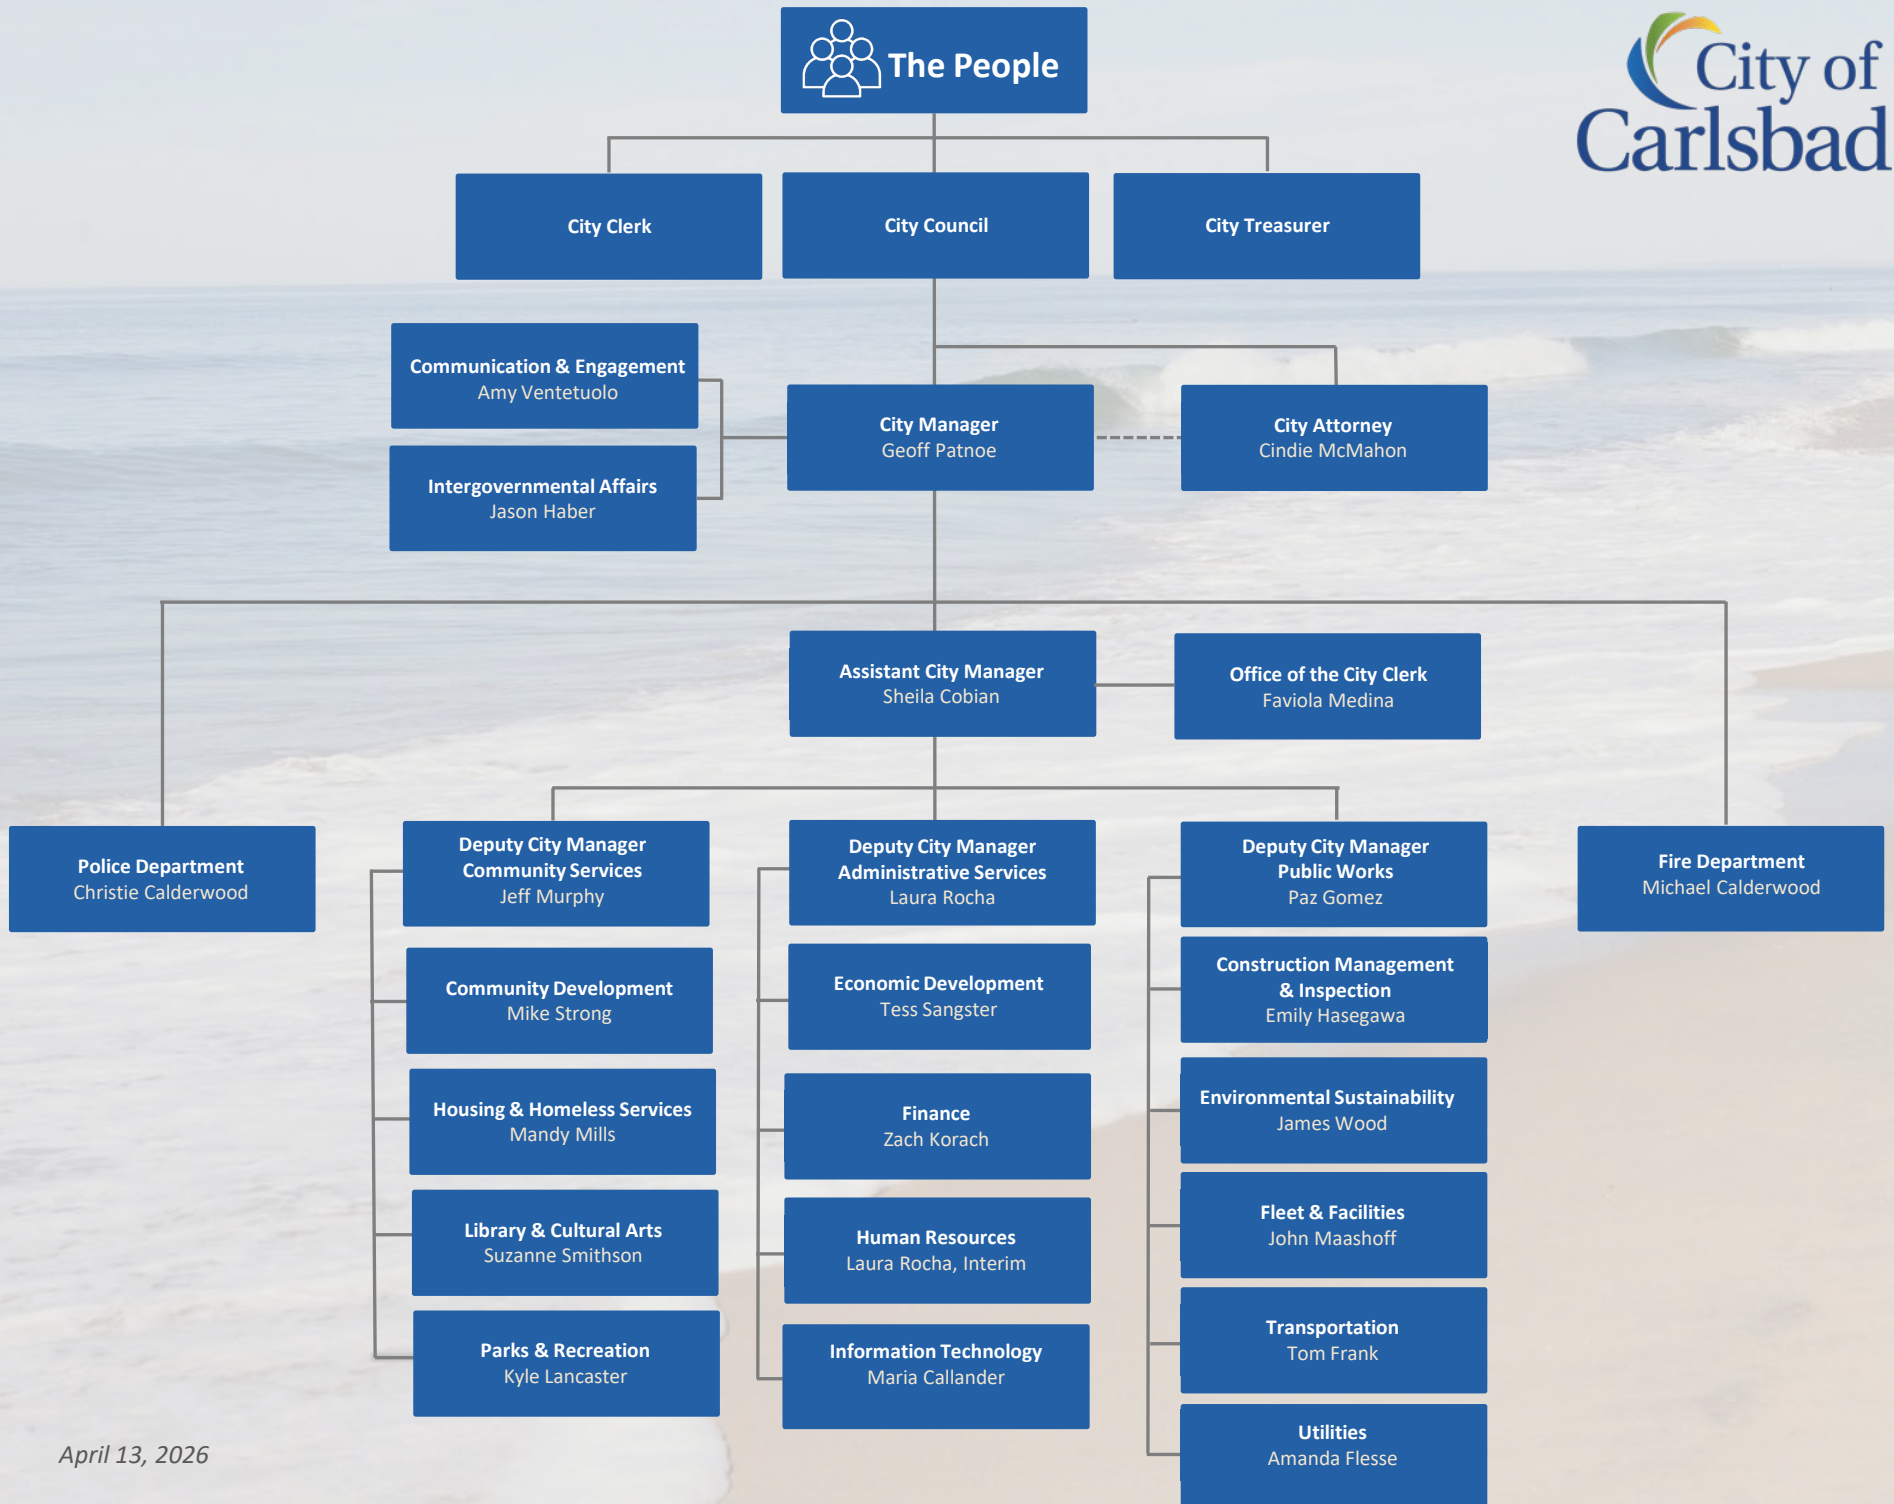 The People
City of
Carlsbad
City Clerk
City Council
City Treasurer
Communication & Engagement
Amy Ventetuolo
Intergovernmental Affairs
Jason Haber
City Manager
Geoff Patnoe
City Attorney
Cindie McMahon
Assistant City Manager
Sheila Cobian
Office of the City Clerk
Faviola Medina
Police Department
Christie Calderwood
Deputy City Manager
Community Services
Jeff Murphy
Community Development
Mike Strong
Housing & Homeless Services
Mandy Mills
Library & Cultural Arts
Suzanne Smithson
Parks & Recreation
Kyle Lancaster
Deputy City Manager
Administrative Services
Laura Rocha
Economic Development
Tess Sangster
Finance
Zach Korach
Human Resources
Laura Rocha, Interim
Information Technology
Maria Callander
Deputy City Manager
Public Works
Paz Gomez
Construction Management
& Inspection
Emily Hasegawa
Environmental Sustainability
James Wood
Fleet & Facilities
John Maashoff
Transportation
Tom Frank
Utilities
Amanda Flesse
Fire Department
Michael Calderwood
April 13, 2026